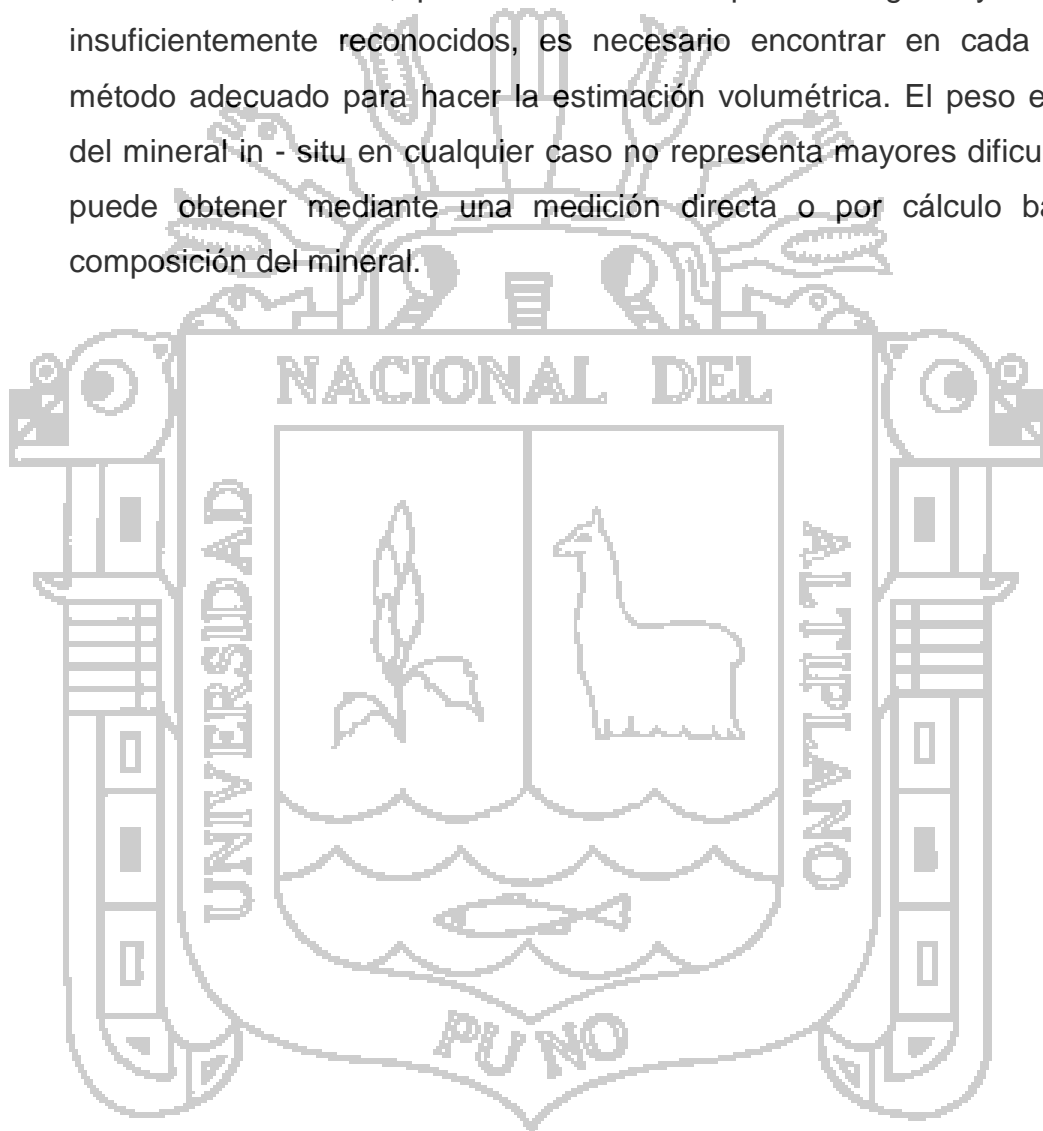 insuficientemente reconocidos, es necesario encontrar en cada
método adecuado para hacer la estimación volumétrica. El peso e
del mineral in - situ en cualquier caso no representa mayores dificu
puede obtener mediante una medición directa o por cálculo ba
composición del mineral.
NACIONAL DEL
UNIVERSIDAD
ALTIPLANO
PUNO